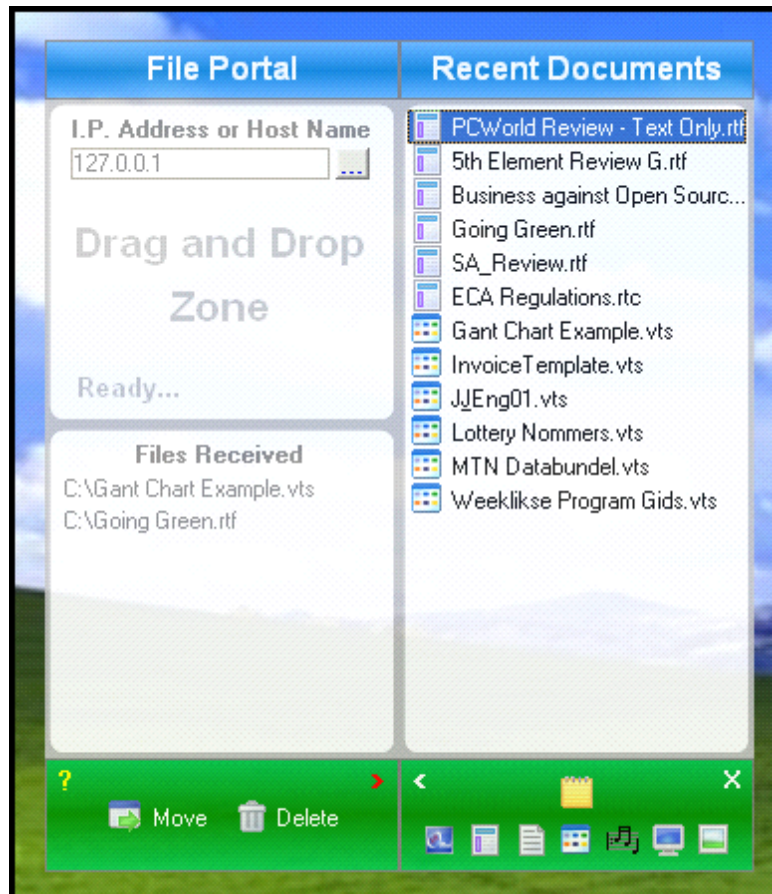 File Portal
I.P. Address or Host Name
127.0.0.1
...
Drag and Drop
Zone
Ready...
Files Received
C:\Gant Chart Example.vts
C:\Going Green.rtf
?
>
Move
Delete
Recent Documents
PCWorld Review - Text Only.rtf
5th Element Review G.rtf
Business against Open Sourc...
Going Green.rtf
SA_Review.rtf
ECA Regulations.rtc
Gant Chart Example.vts
InvoiceTemplate.vts
JJEng01.vts
Lottery Nommers.vts
MTN Databundel.vts
Weeklikse Program Gids.vts
<
X